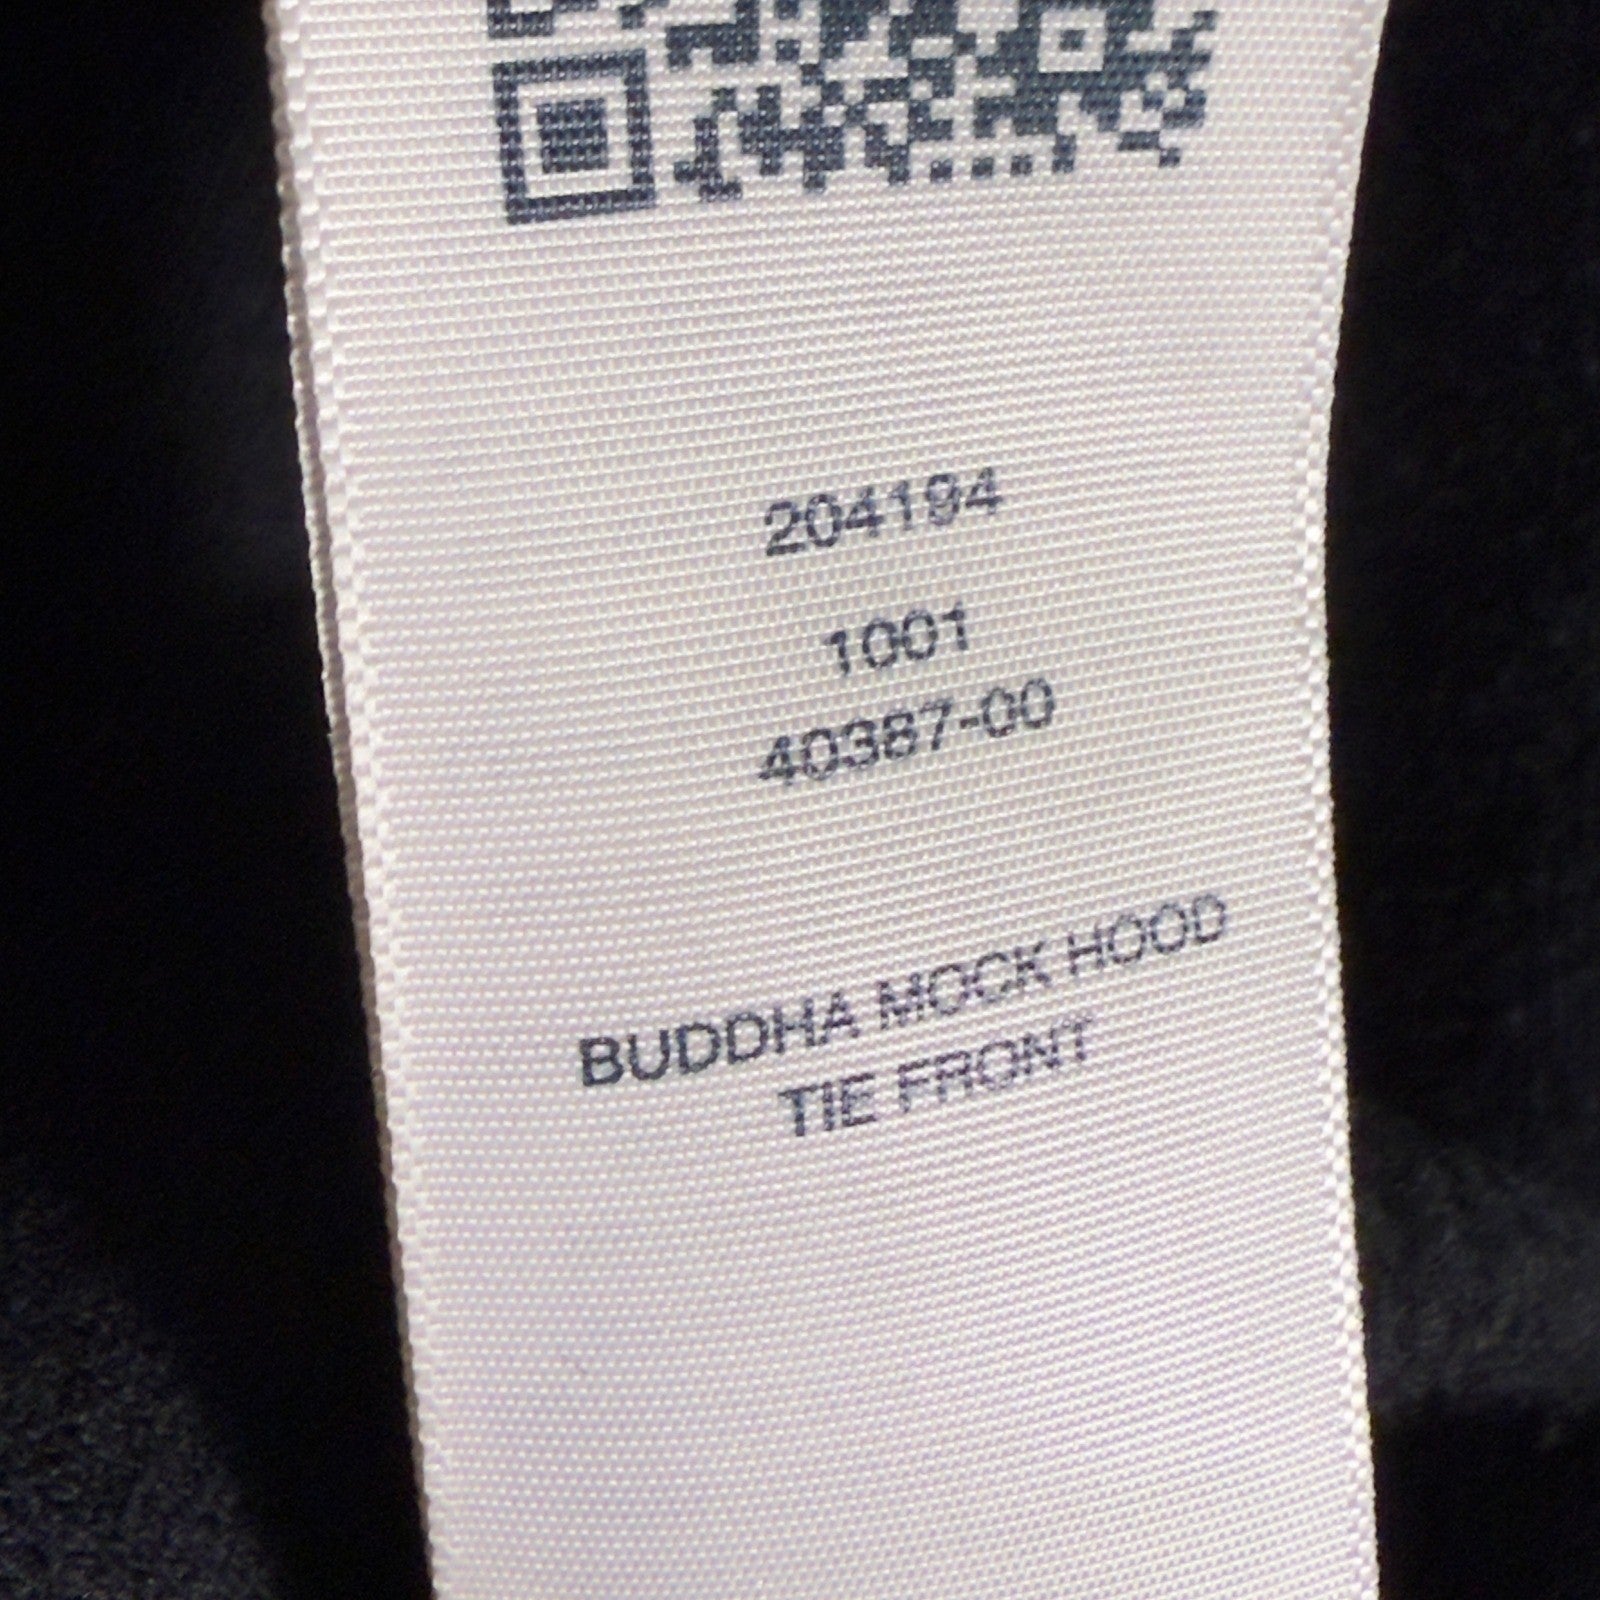 204194
1001
40387-00
BUDDHA MOCK HOOD
TIE FRONT